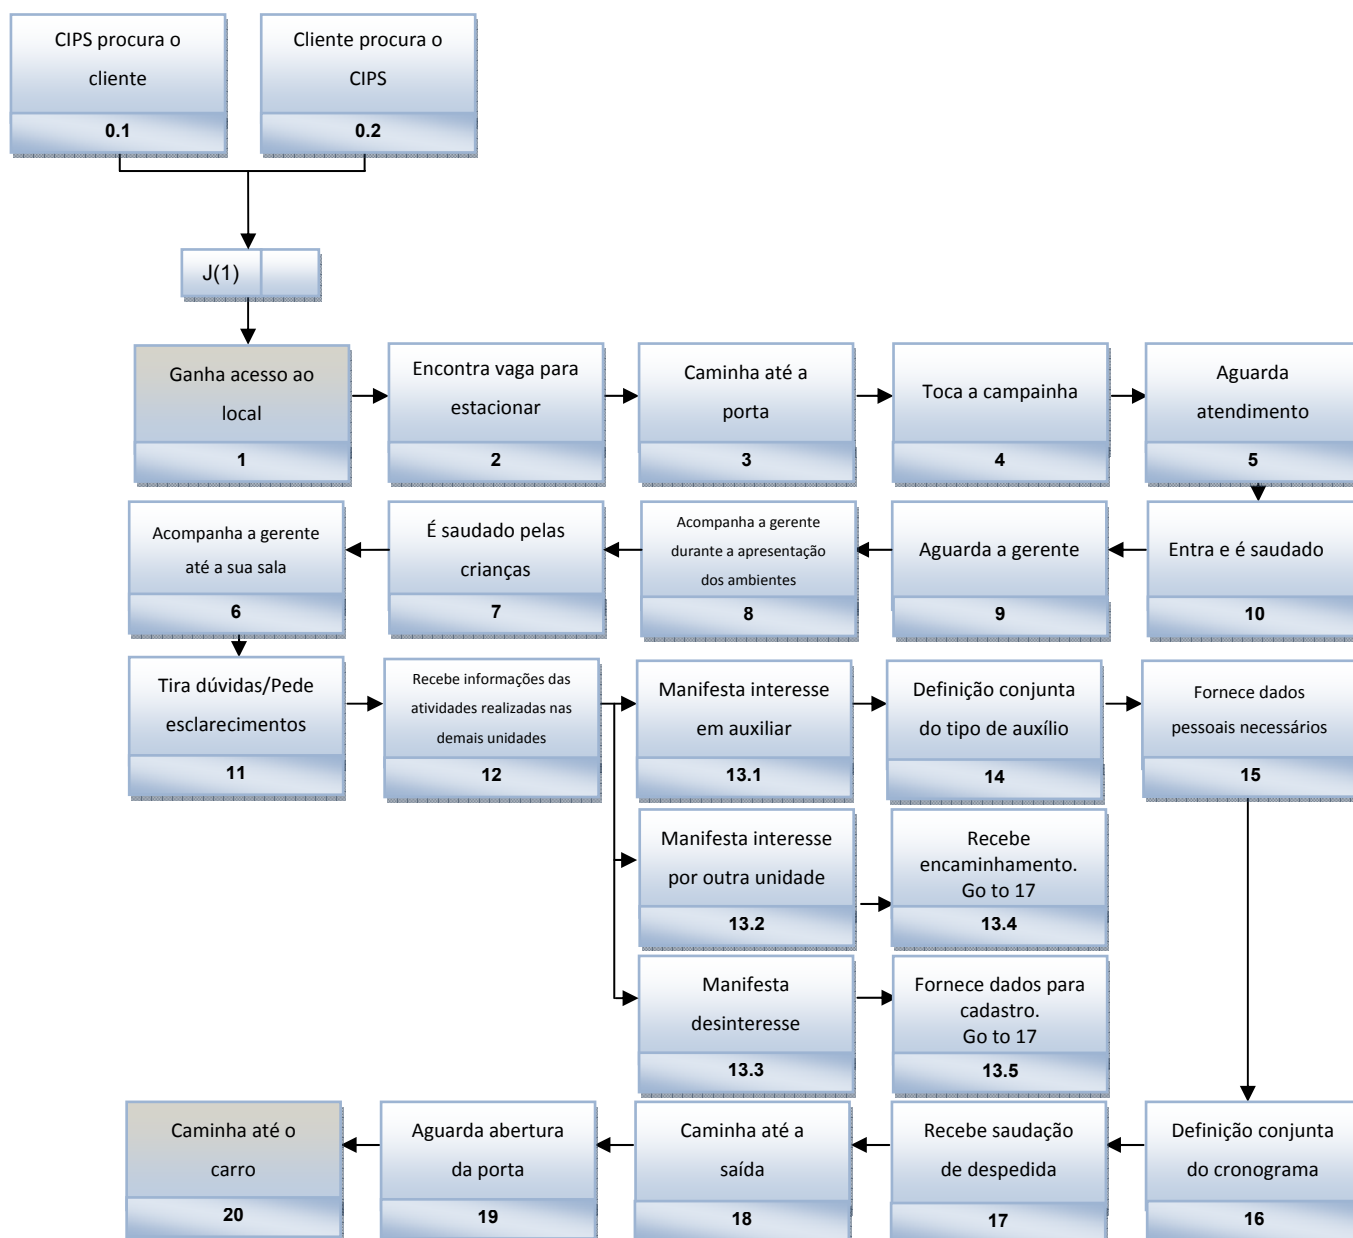 CIPS procura o
cliente
0.1
Cliente procura o
CIPS
0.2
J(1)
Ganha acesso ao
local
1
Encontra vaga para
estacionar
2
Caminha até a
porta
3
Toca a campainha
4
Aguarda
atendimento
5
Acompanha a gerente
até a sua sala
6
É saudado pelas
crianças
7
Acompanha a gerente
durante a apresentação
dos ambientes
8
Aguarda a gerente
9
Entra e é saudado
10
Tira dúvidas/Pede
esclarecimentos
11
Recebe informações das
atividades realizadas nas
demais unidades
12
Manifesta interesse
em auxiliar
13.1
Definição conjunta
do tipo de auxílio
14
Fornece dados
pessoais necessários
15
Manifesta interesse
por outra unidade
13.2
Recebe
encaminhamento.
Go to 17
13.4
Manifesta
desinteresse
13.3
Fornece dados para
cadastro.
Go to 17
13.5
Caminha até o
carro
20
Aguarda abertura
da porta
19
Caminha até a
saída
18
Recebe saudação
de despedida
17
Definição conjunta
do cronograma
16